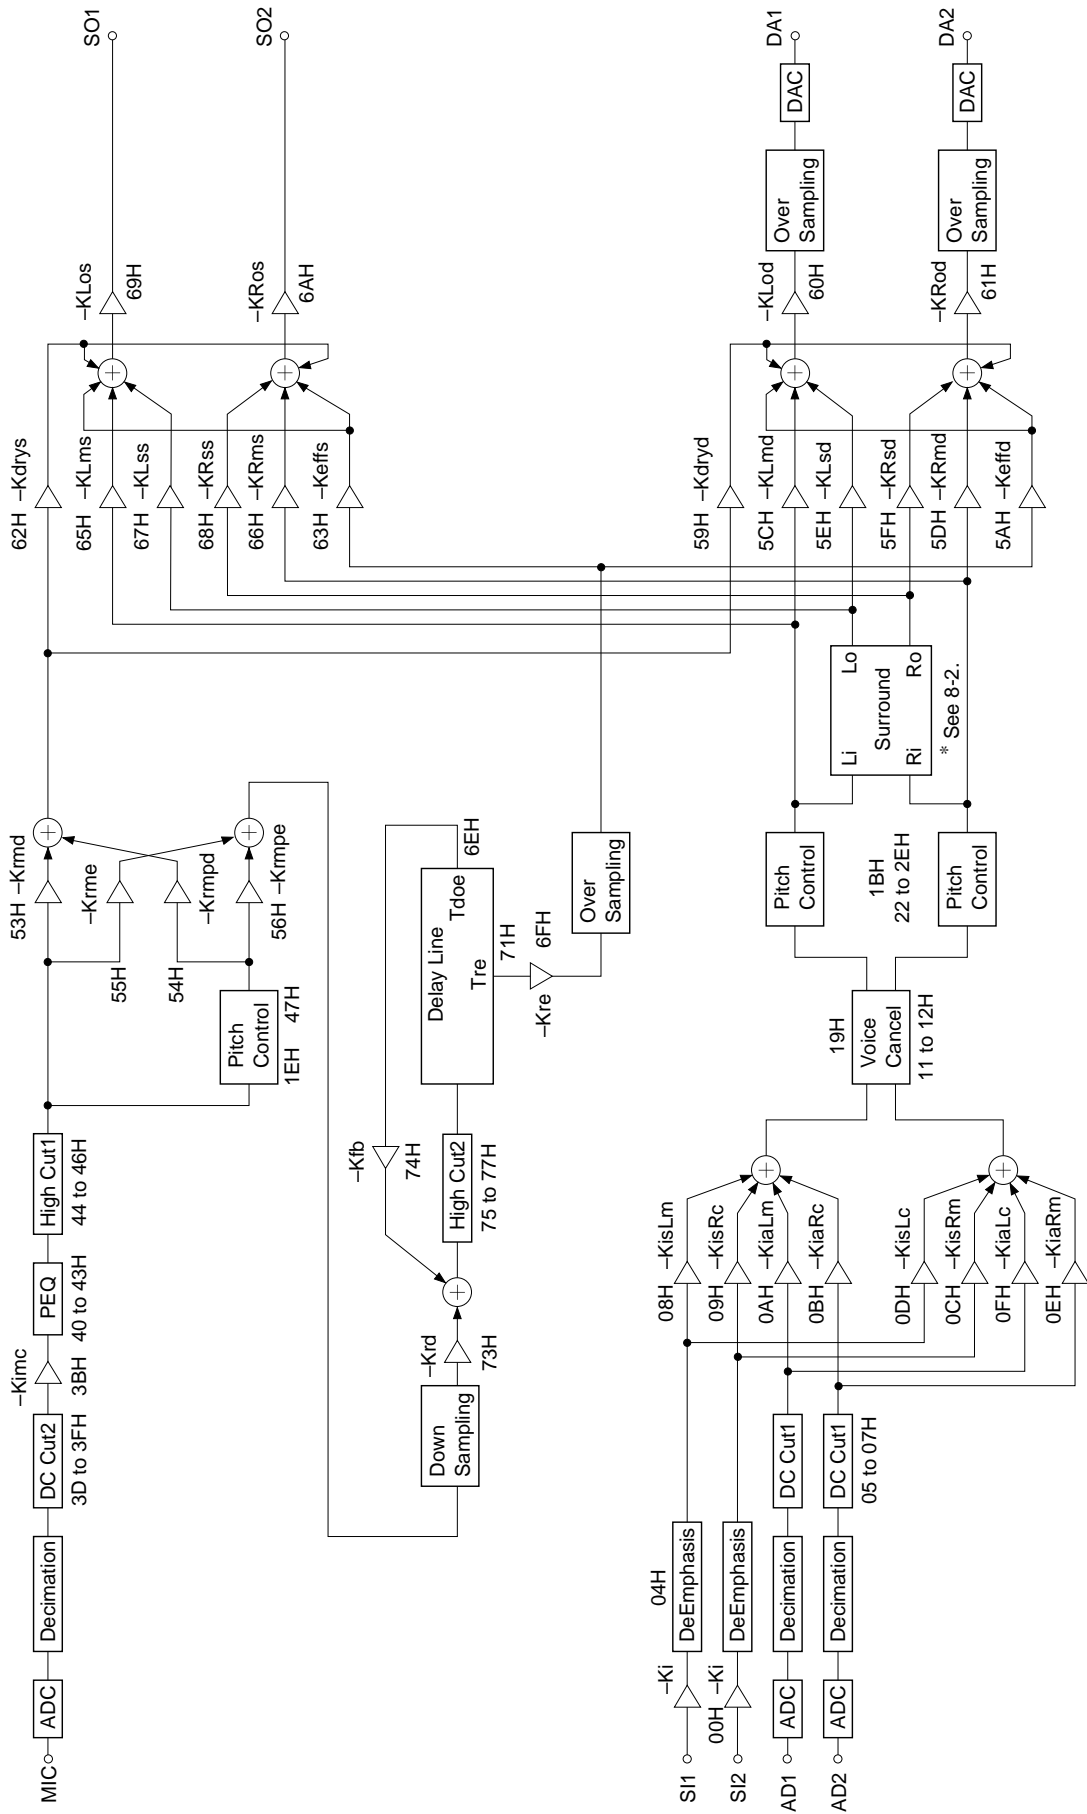 MIC
ADC
Decimation
DC Cut2
3D to 3FH
–Kimc
3BH
PEQ
40 to 43H
High Cut1
44 to 46H
Pitch
Control
1EH
47H
53H –Krmd
–Krme
55H
–Krmpd
54H
56H –Krmpe
Down
Sampling
–Krd
73H
–Kfb
74H
High Cut2
75 to 77H
Delay Line
Tdoe
Tre
6EH
71H
6FH
–Kre
Over
Sampling
62H –Kdrys
65H –KLms
67H –KLss
68H –KRss
66H –KRms
63H –Keffs
–KLos
69H
SO1
–KRos
6AH
SO2
SI1
–Ki
04H
DeEmphasis
SI2
00H –Ki
DeEmphasis
AD1
ADC
Decimation
DC Cut1
AD2
ADC
Decimation
DC Cut1
05 to 07H
08H –KisLm
09H –KisRc
0AH –KiaLm
0BH –KiaRc
0DH –KisLc
0CH –KisRm
0FH –KiaLc
0EH –KiaRm
19H
Voice
Cancel
11 to 12H
Pitch
Control
1BH
22 to 2EH
Pitch
Control
Li
Lo
Surround
Ri
Ro
* See 8-2.
59H –Kdryd
5CH –KLmd
5EH –KLsd
5FH –KRsd
5DH –KRmd
5AH –Keffd
–KLod
60H
Over
Sampling
DAC
DA1
–KRod
61H
Over
Sampling
DAC
DA2